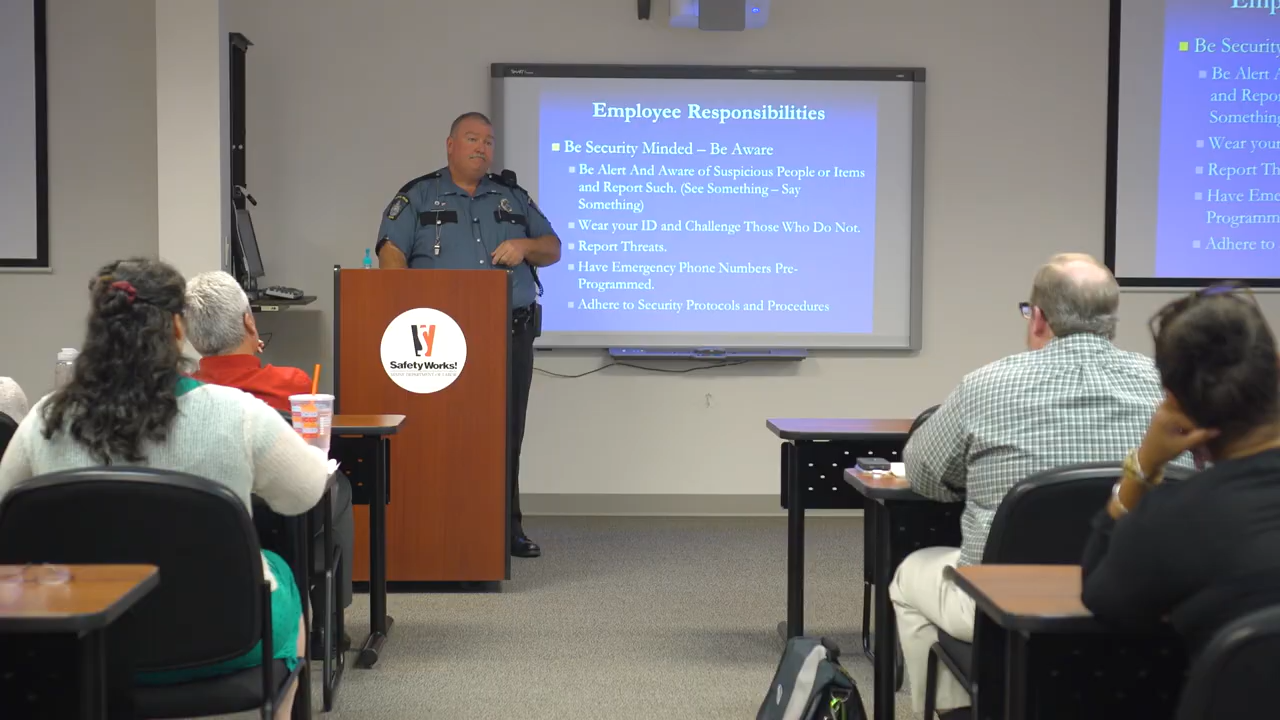 Employee Responsibilities
Be Security Minded – Be Aware
Be Alert And Aware of Suspicious People or Items
and Report Such. (See Something – Say
Something)
Wear your ID and Challenge Those Who Do Not.
Report Threats.
Have Emergency Phone Numbers Pre-
Programmed.
Adhere to Security Protocols and Procedures
SafetyWorks!
Be Security
Be Alert
and Repo
Something
Wear your
Report Th
Have Eme
Programm
Adhere to